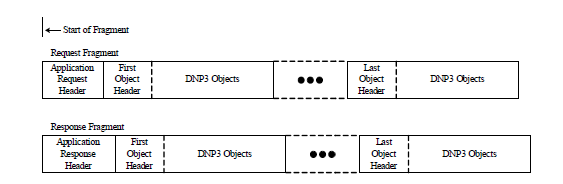 Start of Fragment
Request Fragment
Application First Last
Request Object DNP3 Objects ●●● Object DNP3 Objects
Header Header Header
Response Fragment
Application First Last
Response Object DNP3 Objects ●●● Object DNP3 Objects
Header Header Header